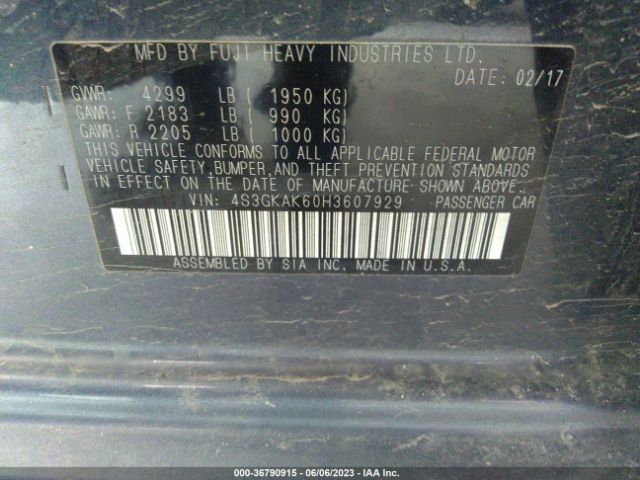 MFD BY FUJI HEAVY INDUSTRIES LTD.
DATE: 02/17
GVWR: 4299 LB ( 1950 KG)
GAWR: F 2183 LB ( 990 KG)
GAWR: R 2205 LB ( 1000 KG)
THIS VEHICLE CONFORMS TO ALL APPLICABLE FEDERAL MOTOR
VEHICLE SAFETY, BUMPER, AND THEFT PREVENTION STANDARDS
IN EFFECT ON THE DATE OF MANUFACTURE SHOWN ABOVE.
VIN: 4S3GKAK60H3607929 PASSENGER CAR
ASSEMBLED BY SIA INC. MADE IN U.S.A.
000-36790915 - 06/06/2023 - IAA Inc.